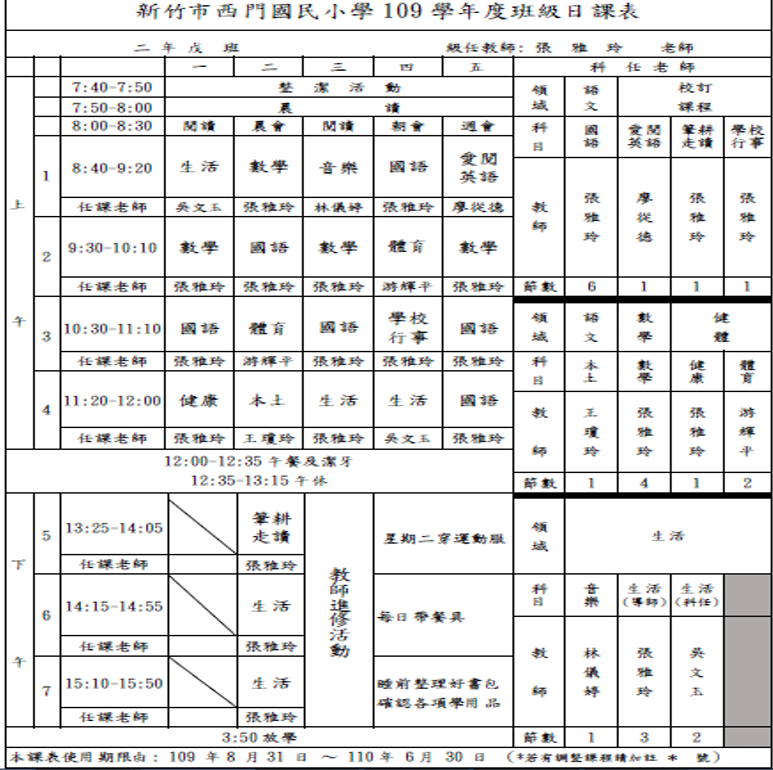 新竹市西門國民小學 109 學年度班級日課表
二 年 戊 班 級任教師: 張 雅 玲 老師
一 二 三 四 五 科 任 老 師
7:40-7:50 整 潔 活 動
7:50-8:00 晨 讀
領域 語文 校訂課程
8:00-8:30 閱讀 晨會 閱讀 朝會 週會
科目 國語 愛閱英語 筆耕走讀 學校行事
上午
1 8:40-9:20 生活 數學 音樂 國語 愛閱英語
任課老師 吳文玉 張雅玲 林儀婷 張雅玲 廖從德
教師 張雅玲 廖從德 張雅玲 張雅玲
2 9:30-10:10 數學 國語 數學 體育 數學
任課老師 張雅玲 張雅玲 張雅玲 游輝平 張雅玲
節數 6 1 1 1
3 10:30-11:10 國語 體育 國語 學校行事 國語
領域 語文 數學 健體
任課老師 張雅玲 游輝平 張雅玲 張雅玲 張雅玲
科目 本土 數學 健康 體育
4 11:20-12:00 健康 本土 生活 生活 國語
任課老師 張雅玲 王瓊玲 張雅玲 吳文玉 張雅玲
教師 王瓊玲 張雅玲 張雅玲 游輝平
12:00-12:35 午餐及潔牙
12:35-13:15 午休
節數 1 4 1 2
下午
5 13:25-14:05 筆耕走讀 教師進修活動 星期二穿運動服
領域 生活
任課老師 張雅玲
6 14:15-14:55 生活 每日帶餐具
科目 音樂 生活(導師) 生活(科任)
任課老師 張雅玲
教師 林儀婷 張雅玲 吳文玉
7 15:10-15:50 生活 睡前整理好書包
確認各項學用品
任課老師 張雅玲
3:50 放學 節數 1 3 2
本課表使用期限由: 109 年 8 月 31 日 ～ 110 年 6 月 30 日 (*若有調整課程請加註 * 號)